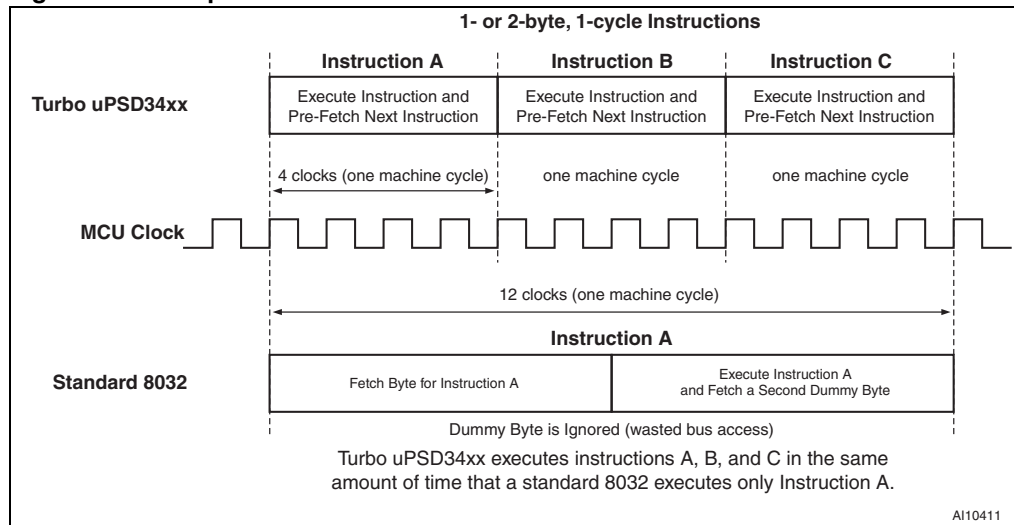 1- or 2-byte, 1-cycle Instructions
Instruction A
Instruction B
Instruction C
Turbo uPSD34xx
Execute Instruction and
Pre-Fetch Next Instruction
Execute Instruction and
Pre-Fetch Next Instruction
Execute Instruction and
Pre-Fetch Next Instruction
4 clocks (one machine cycle)
one machine cycle
one machine cycle
MCU Clock
12 clocks (one machine cycle)
Instruction A
Standard 8032
Fetch Byte for Instruction A
Execute Instruction A
and Fetch a Second Dummy Byte
Dummy Byte is Ignored (wasted bus access)
Turbo uPSD34xx executes instructions A, B, and C in the same
amount of time that a standard 8032 executes only Instruction A.
AI10411